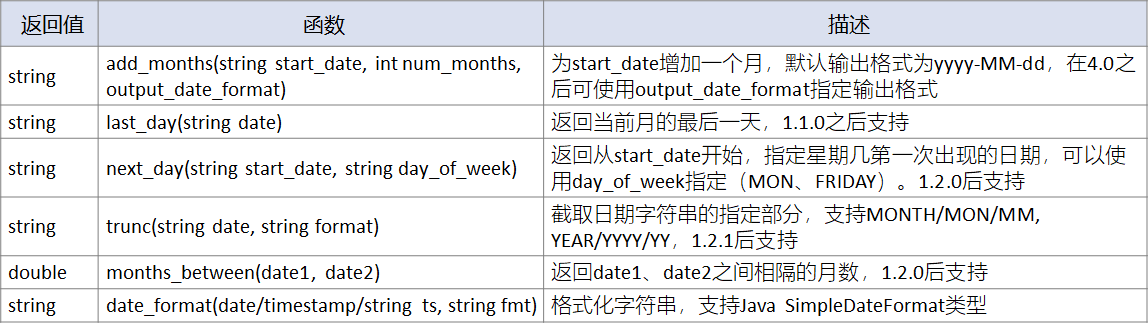 返回值 函数 描述
string add_months(string start_date, int num_months, 为start_date增加一个月，默认输出格式为yyyy-MM-dd，在4.0之
output_date_format) 后可使用output_date_format指定输出格式
string last_day(string date) 返回当前月的最后一天，1.1.0之后支持
string next_day(string start_date, string day_of_week) 返回从start_date开始，指定星期几第一次出现的日期，可以使
用day_of_week指定（MON、FRIDAY）。1.2.0后支持
string trunc(string date, string format) 截取日期字符串的指定部分，支持MONTH/MON/MM,
YEAR/YYYY/YY，1.2.1后支持
double months_between(date1, date2) 返回date1、date2之间相隔的月数，1.2.0后支持
string date_format(date/timestamp/string ts, string fmt) 格式化字符串，支持Java SimpleDateFormat类型